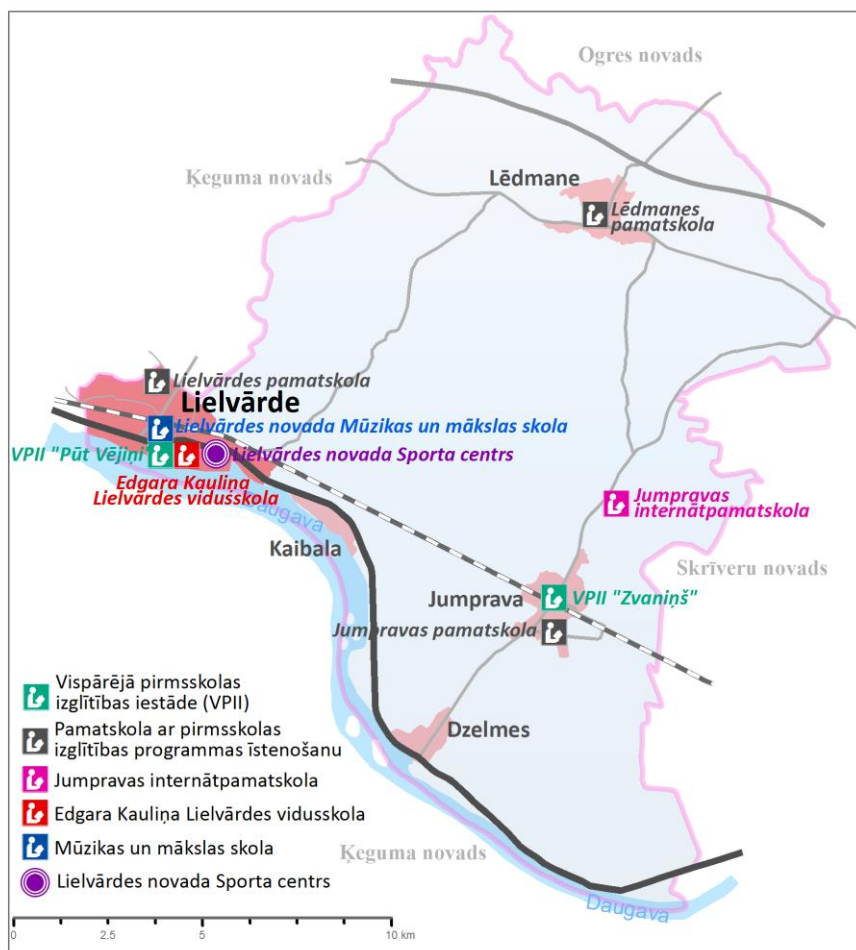 Ogres novads
Ķeguma novads
Lēdmane
Lēdmanes
pamatskola
Lielvārdes pamatskola
Lielvārde
Lielvārdes novada Mūzikas un mākslas skola
VPII "Pūt Vējiņi"
Lielvārdes novada Sporta centrs
Edgara Kauliņa
Lielvārdes vidusskola
Daugava
Kaibala
Jumpravas
internātpamatskola
Skrīveru novads
Jumprava
VPII "Zvaniņš"
Jumpravas pamatskola
Dzelmes
Ķeguma novads
Daugava
Vispārējā pirmsskolas
izglītības iestāde (VPII)
Pamatskola ar pirmsskolas
izglītības programmas īstenošanu
Jumpravas internātpamatskola
Edgara Kauliņa Lielvārdes vidusskola
Mūzikas un mākslas skola
Lielvārdes novada Sporta centrs
0 2.5 5 10 km